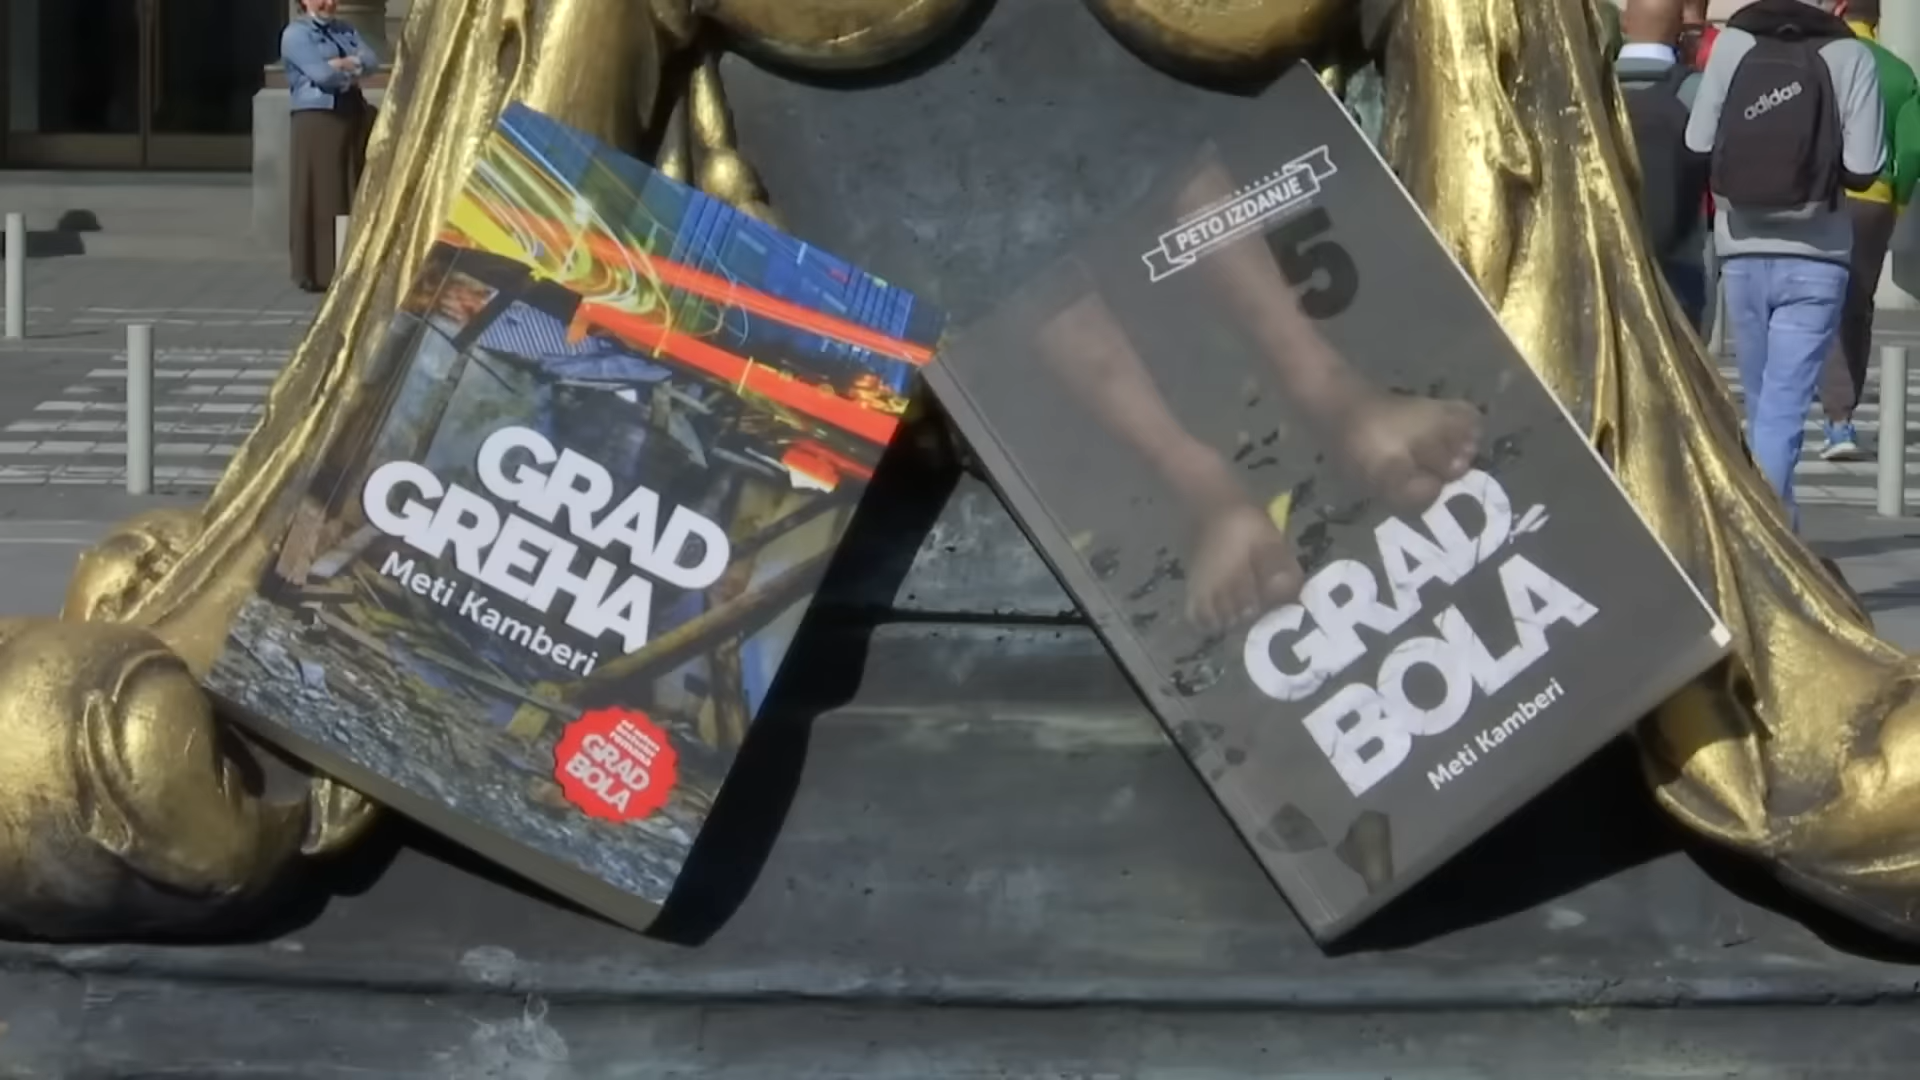 adidas
GRAD
GREHA
Meti Kamberi
GRAD
BOLA
PETO IZDANJE
5
GRAD
BOLA
Meti Kamberi